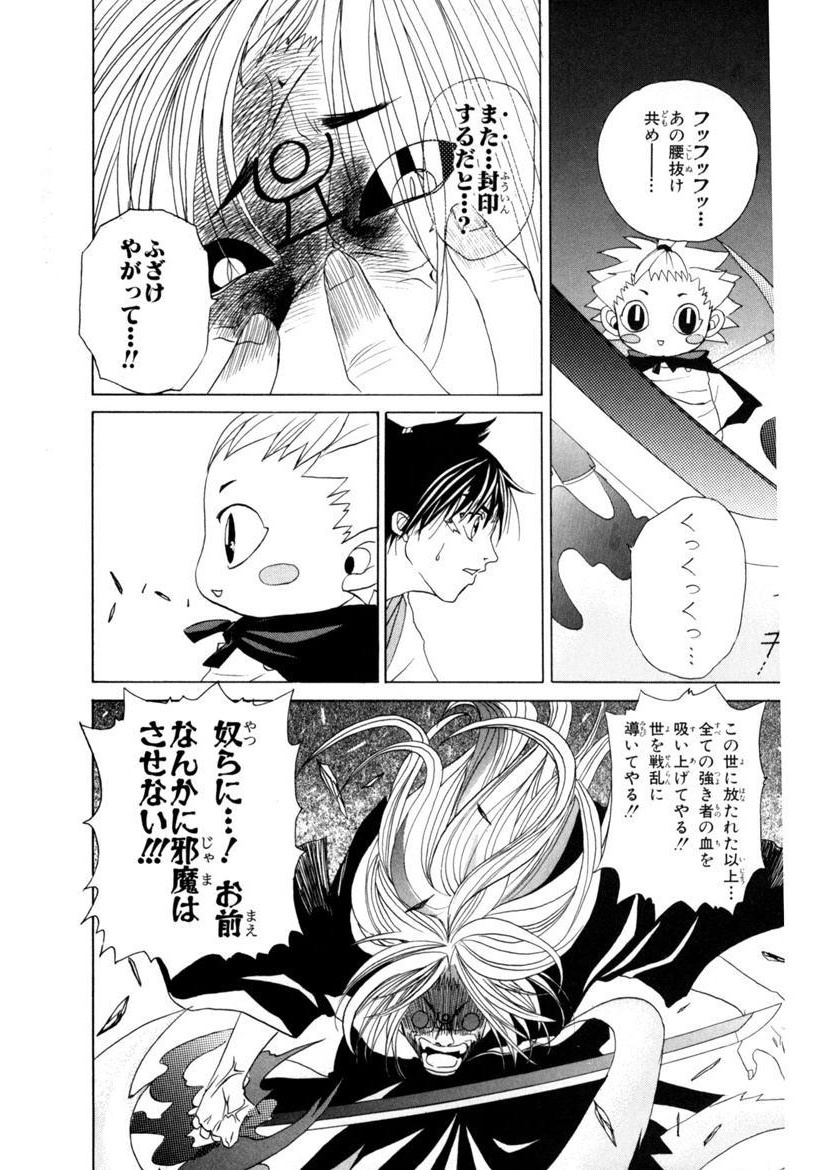 フッフッフッ…
あの腰抜け
共め――…
くっくっくっ…
また…封印
するだと…?
ふざけ
やがって…!!
この世に放たれた以上…
全ての強き者の血を
吸い上げてやる!!
世を戦乱に
導いてやる!!
奴らに…! お前
なんかに邪魔は
させない!!!